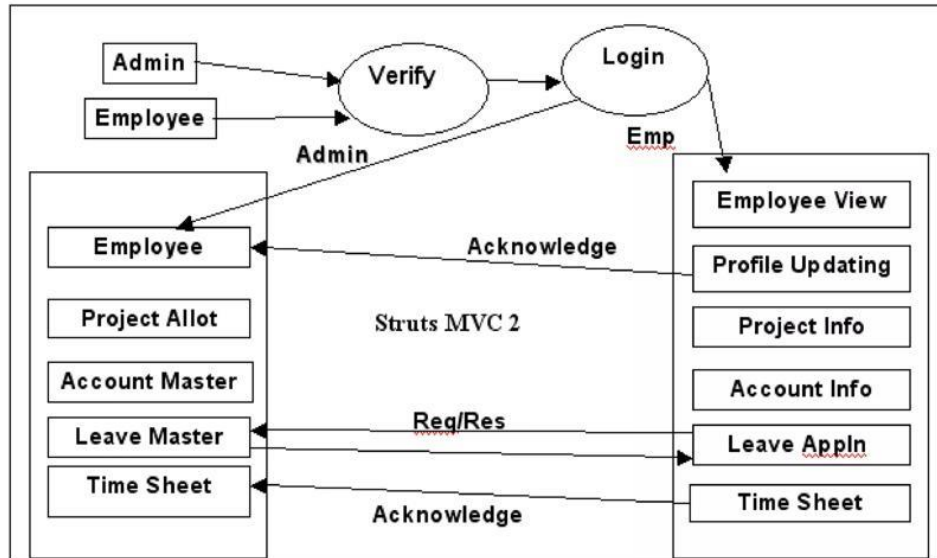 Admin
Verify
Login
Employee
Admin
Emp
Employee View
Employee
Acknowledge
Profile Updating
Project Allot
Struts MVC 2
Project Info
Account Master
Account Info
Req/Res
Leave Master
Leave AppIn
Time Sheet
Acknowledge
Time Sheet